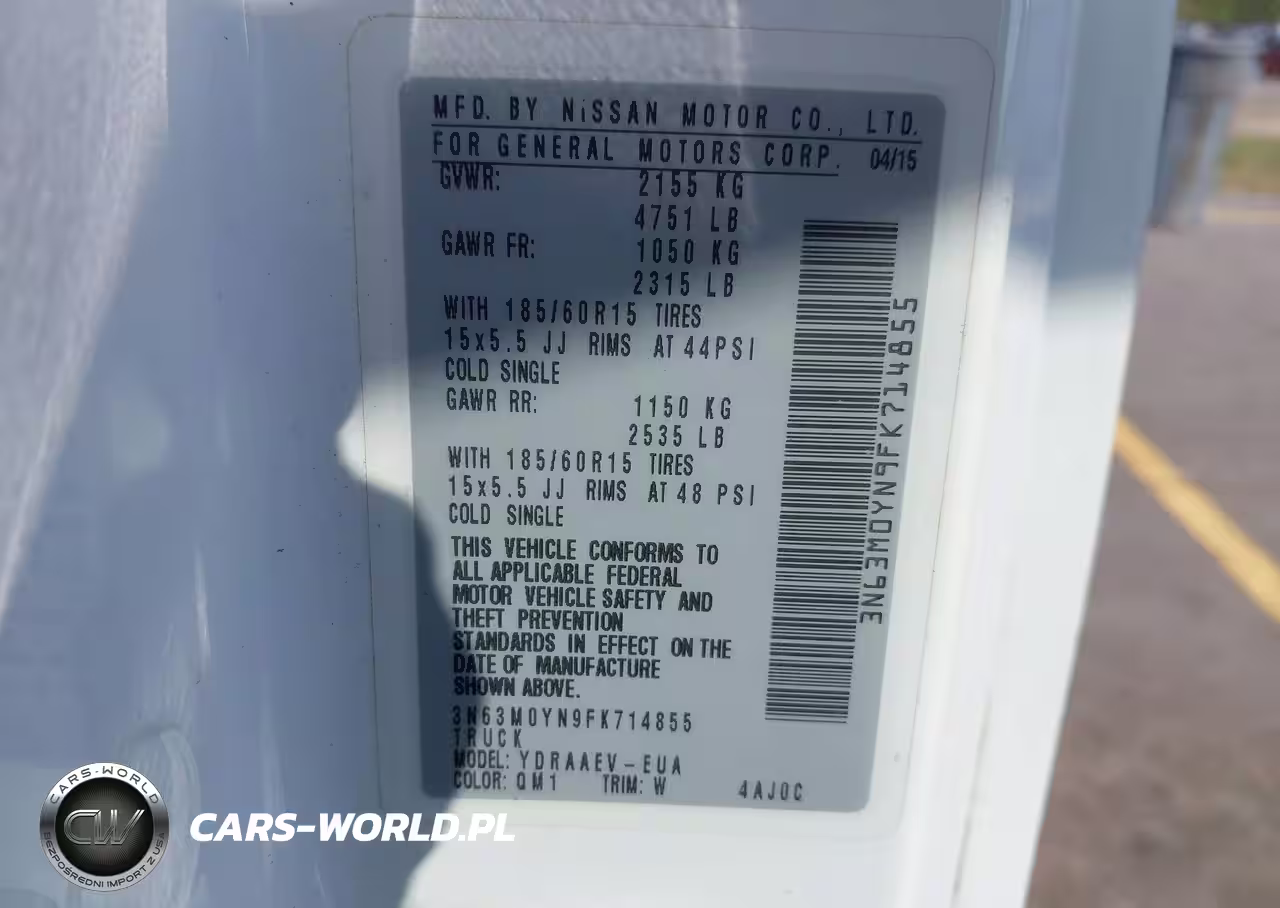 MFD. BY NiSSAN MOTOR CO., LTD.
FOR GENERAL MOTORS CORP. 04/15
GVWR: 2155 KG
4751 LB
GAWR FR: 1050 KG
2315 LB
WITH 185/60R15 TIRES
15x5.5 JJ RIMS AT 44PSI
COLD SINGLE
GAWR RR: 1150 KG
2535 LB
WITH 185/60R15 TIRES
15x5.5 JJ RIMS AT 48 PSI
COLD SINGLE
THIS VEHICLE CONFORMS TO
ALL APPLICABLE FEDERAL
MOTOR VEHICLE SAFETY AND
THEFT PREVENTION
STANDARDS IN EFFECT ON THE
DATE OF MANUFACTURE
SHOWN ABOVE.
3N63M0YN9FK714855
TRUCK
MODEL: YDRAAEV-EUA
COLOR: QM1 TRIM: W 4AJ0C
3N63M0YN9FK714855
CARS-WORLD
CW
BEZPOŚREDNI IMPORT Z USA
CARS-WORLD.PL